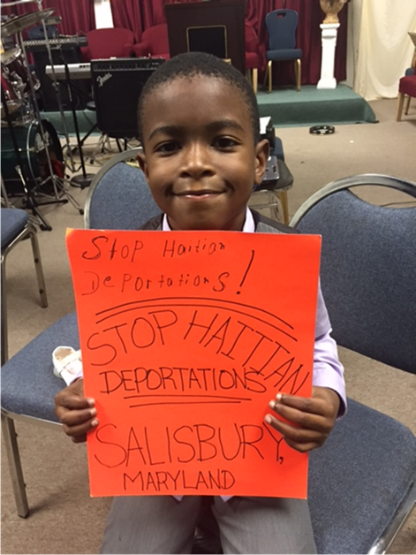 Stop Haitian
Deportations!
STOP HAITIAN
DEPORTATIONS
SALISBURY,
MARYLAND